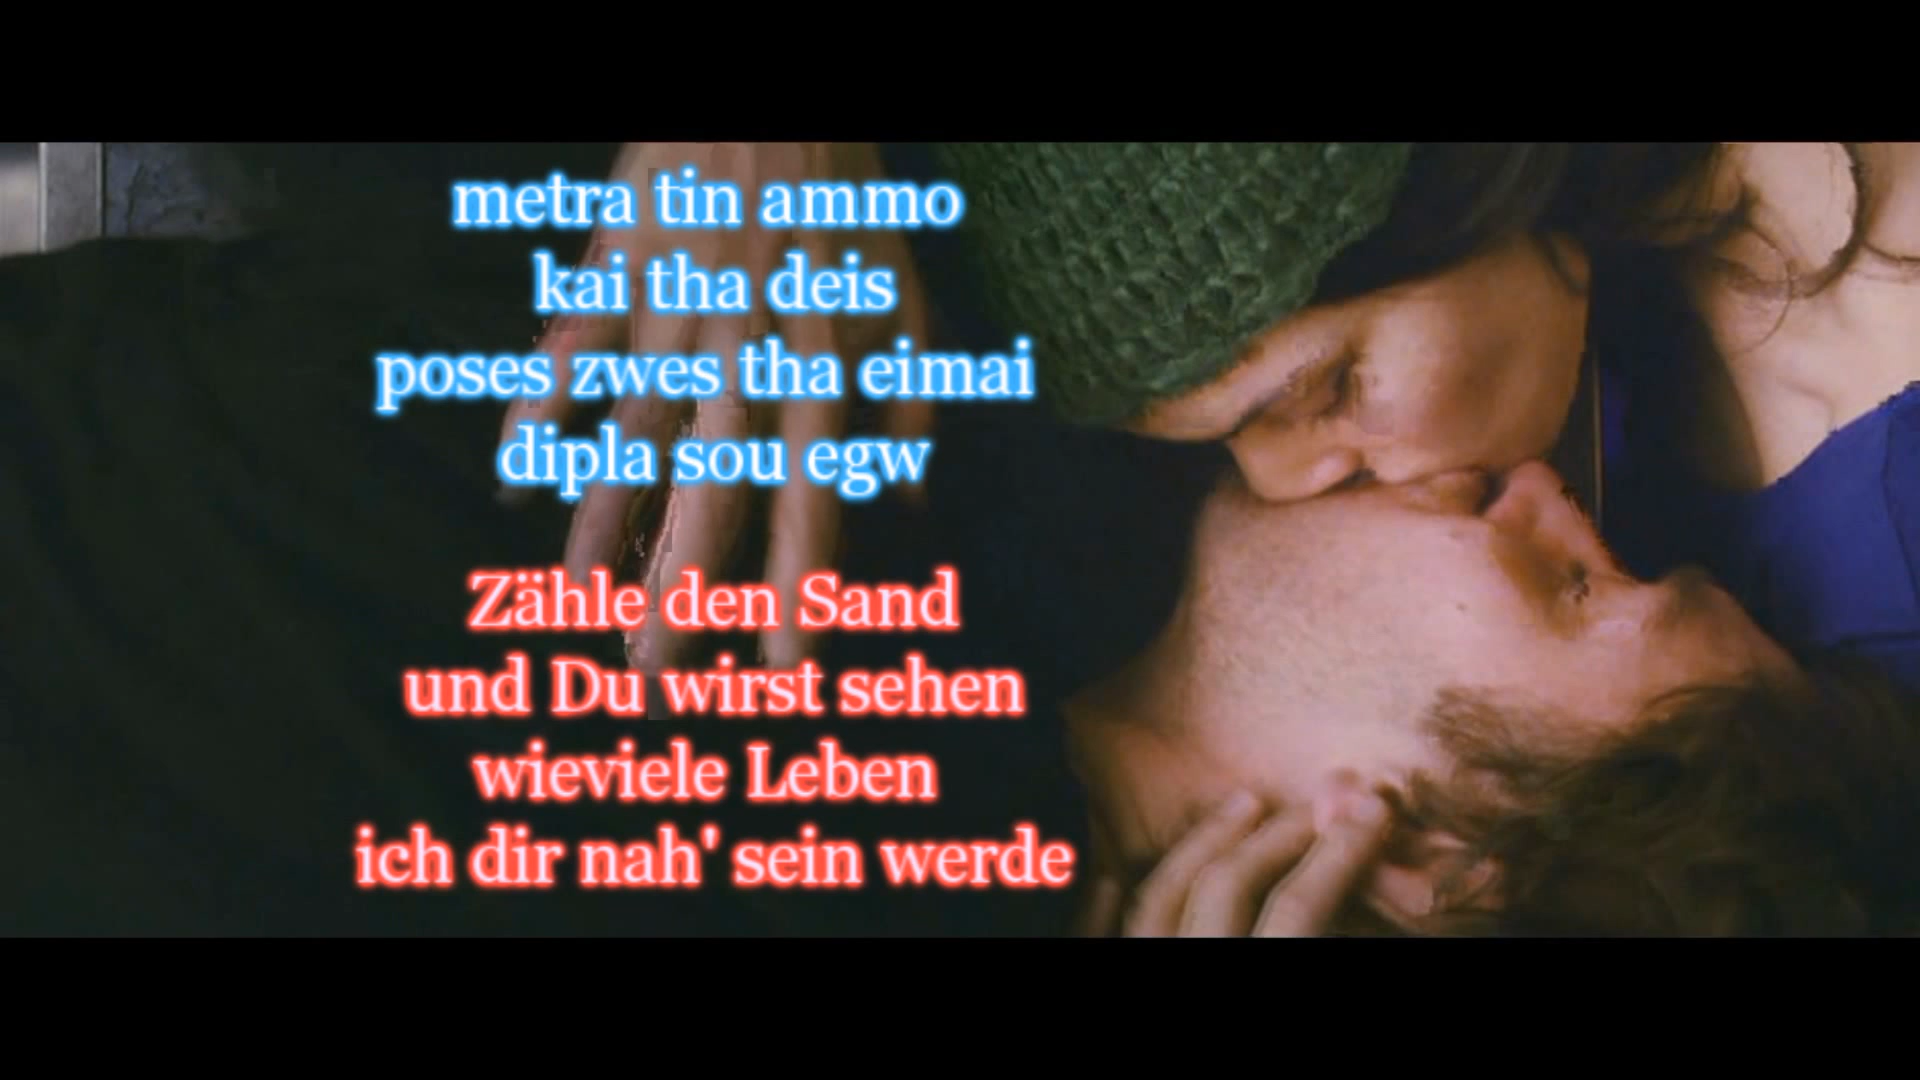 metra tin ammo
kai tha deis
poses zwes tha eimai
dipla sou egw
Zähle den Sand
und Du wirst sehen
wieviele Leben
ich dir nah' sein werde